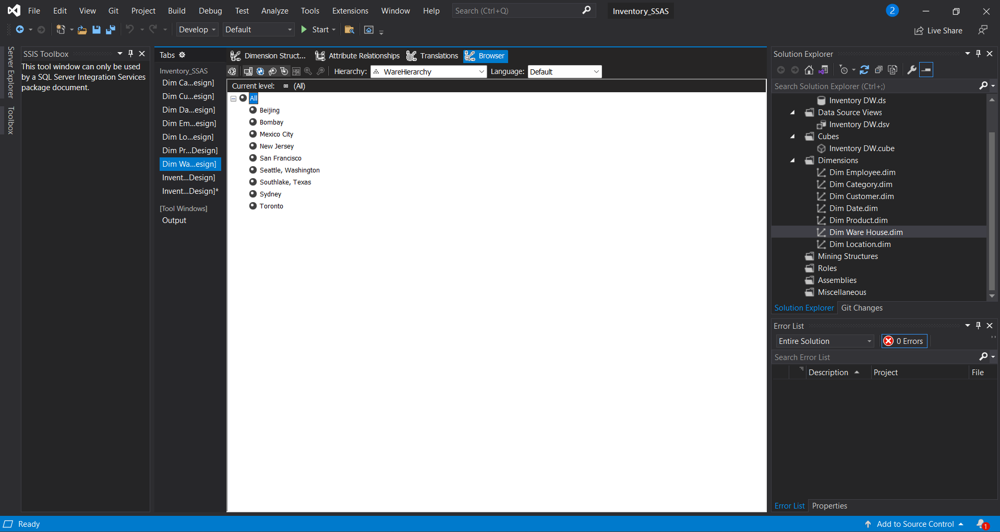 File Edit View Git Project Build Debug Test Analyze Tools Extensions Window Help Search (Ctrl+Q) Inventory_SSAS 2
Develop Default Start Live Share
Server Explorer
Toolbox
SSIS Toolbox
This tool window can only be used
by a SQL Server Integration Services
package document.
Tabs
Inventory_SSAS
Dim Ca...esign]
Dim Cu...esign]
Dim Da...esign]
Dim Em...esign]
Dim Lo...esign]
Dim Pr...Design]
Dim Wa...esign]
Invent...Design]
Invent...Design]*
[Tool Windows]
Output
Dimension Struct... Attribute Relationships Translations Browser
Hierarchy: WareHierarchy Language: Default
Current level: (All)
All
Beijing
Bombay
Mexico City
New Jersey
San Francisco
Seattle, Washington
Southlake, Texas
Sydney
Toronto
Solution Explorer
Search Solution Explorer (Ctrl+;)
Inventory DW.ds
Data Source Views
Inventory DW.dsv
Cubes
Inventory DW.cube
Dimensions
Dim Employee.dim
Dim Category.dim
Dim Customer.dim
Dim Date.dim
Dim Product.dim
Dim Ware House.dim
Dim Location.dim
Mining Structures
Roles
Assemblies
Miscellaneous
Solution Explorer Git Changes
Error List
Entire Solution 0 Errors
Search Error List
Description Project File
Error List Properties
Ready Add to Source Control 1